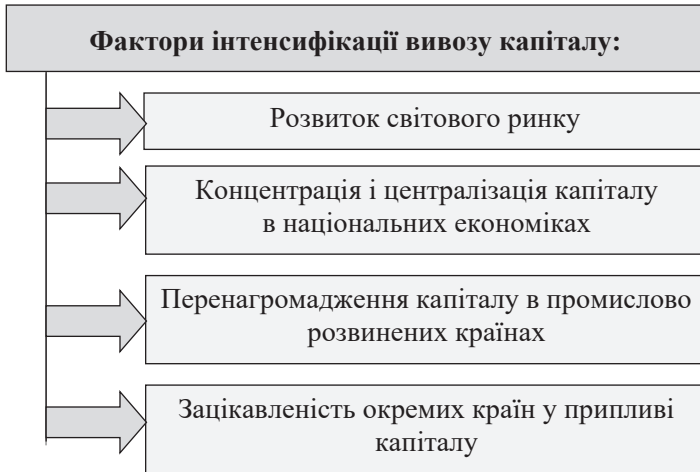 Фактори інтенсифікації вивозу капіталу:
Розвиток світового ринку
Концентрація і централізація капіталу
в національних економіках
Перенагромадження капіталу в промислово
розвинених країнах
Зацікавленість окремих країн у припливі
капіталу